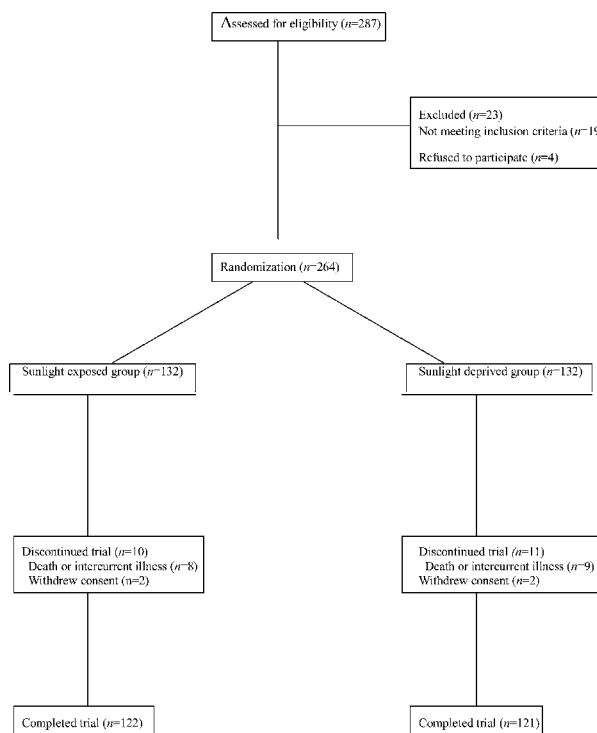 Assessed for eligibility (n=287)
Excluded (n=23)
Not meeting inclusion criteria (n=19
Refused to participate (n=4)
Randomization (n=264)
Sunlight exposed group (n=132)
Sunlight deprived group (n=132)
Discontinued trial (n=10)
Death or intercurrent illness (n=8)
Withdrew consent (n=2)
Discontinued trial (n=11)
Death or intercurrent illness (n=9)
Withdrew consent (n=2)
Completed trial (n=122)
Completed trial (n=121)